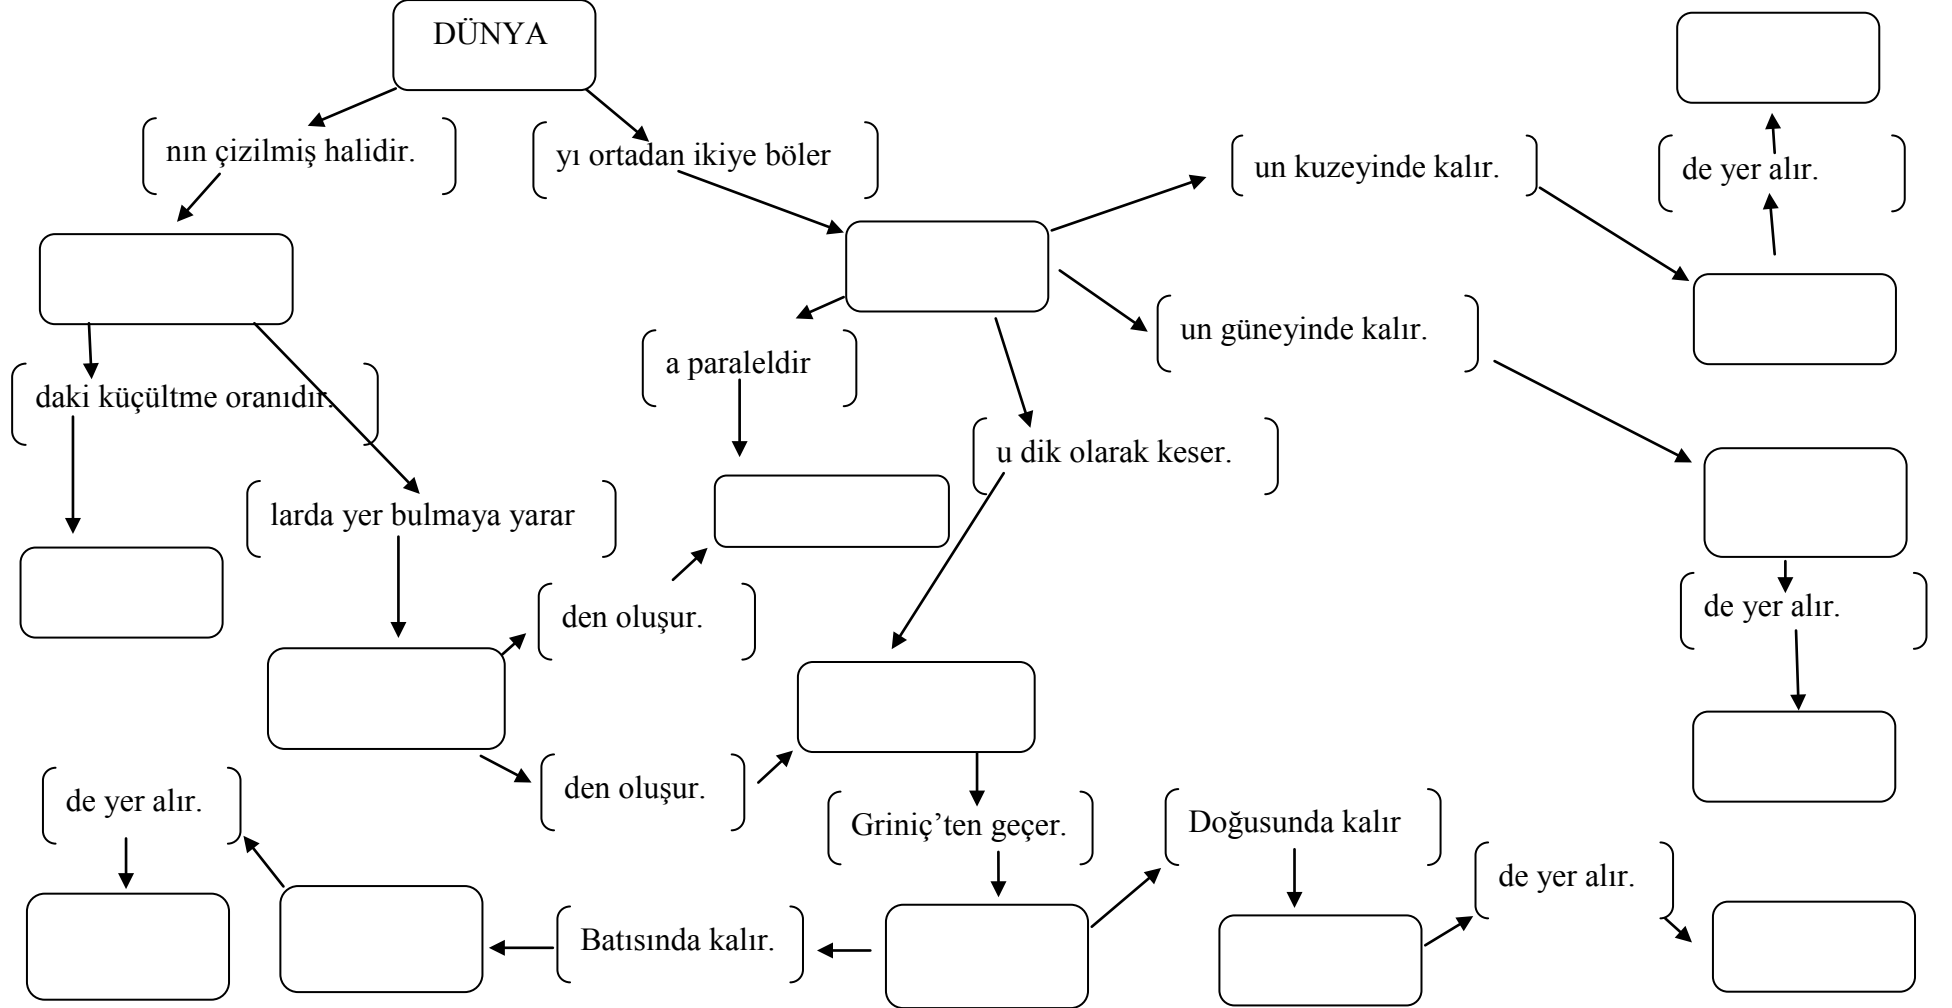 DÜNYA
nın çizilmiş halidir.
yı ortadan ikiye böler
un kuzeyinde kalır.
de yer alır.
un güneyinde kalır.
a paraleldir
daki küçültme oranıdır.
u dik olarak keser.
larda yer bulmaya yarar
de yer alır.
den oluşur.
den oluşur.
de yer alır.
Griniç’ten geçer.
Doğusunda kalır
de yer alır.
Batısında kalır.